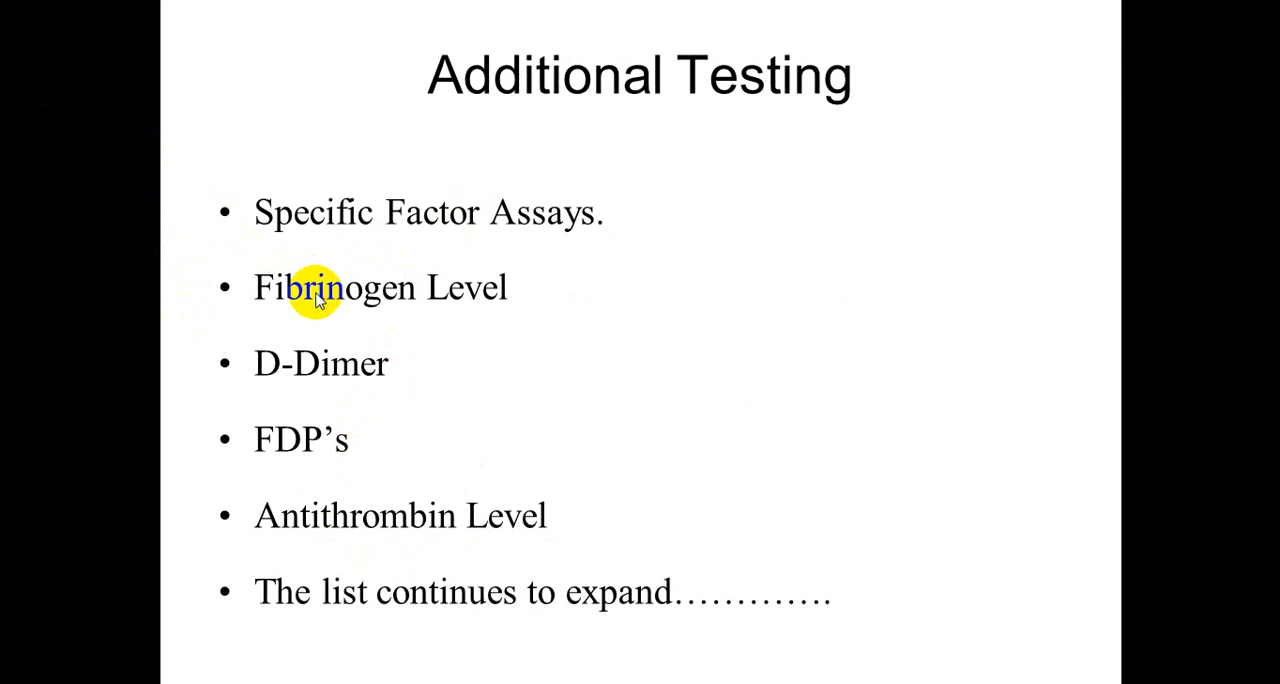 Additional Testing
• Specific Factor Assays.
• Fibrinogen Level
• D-Dimer
• FDP’s
• Antithrombin Level
• The list continues to expand………….